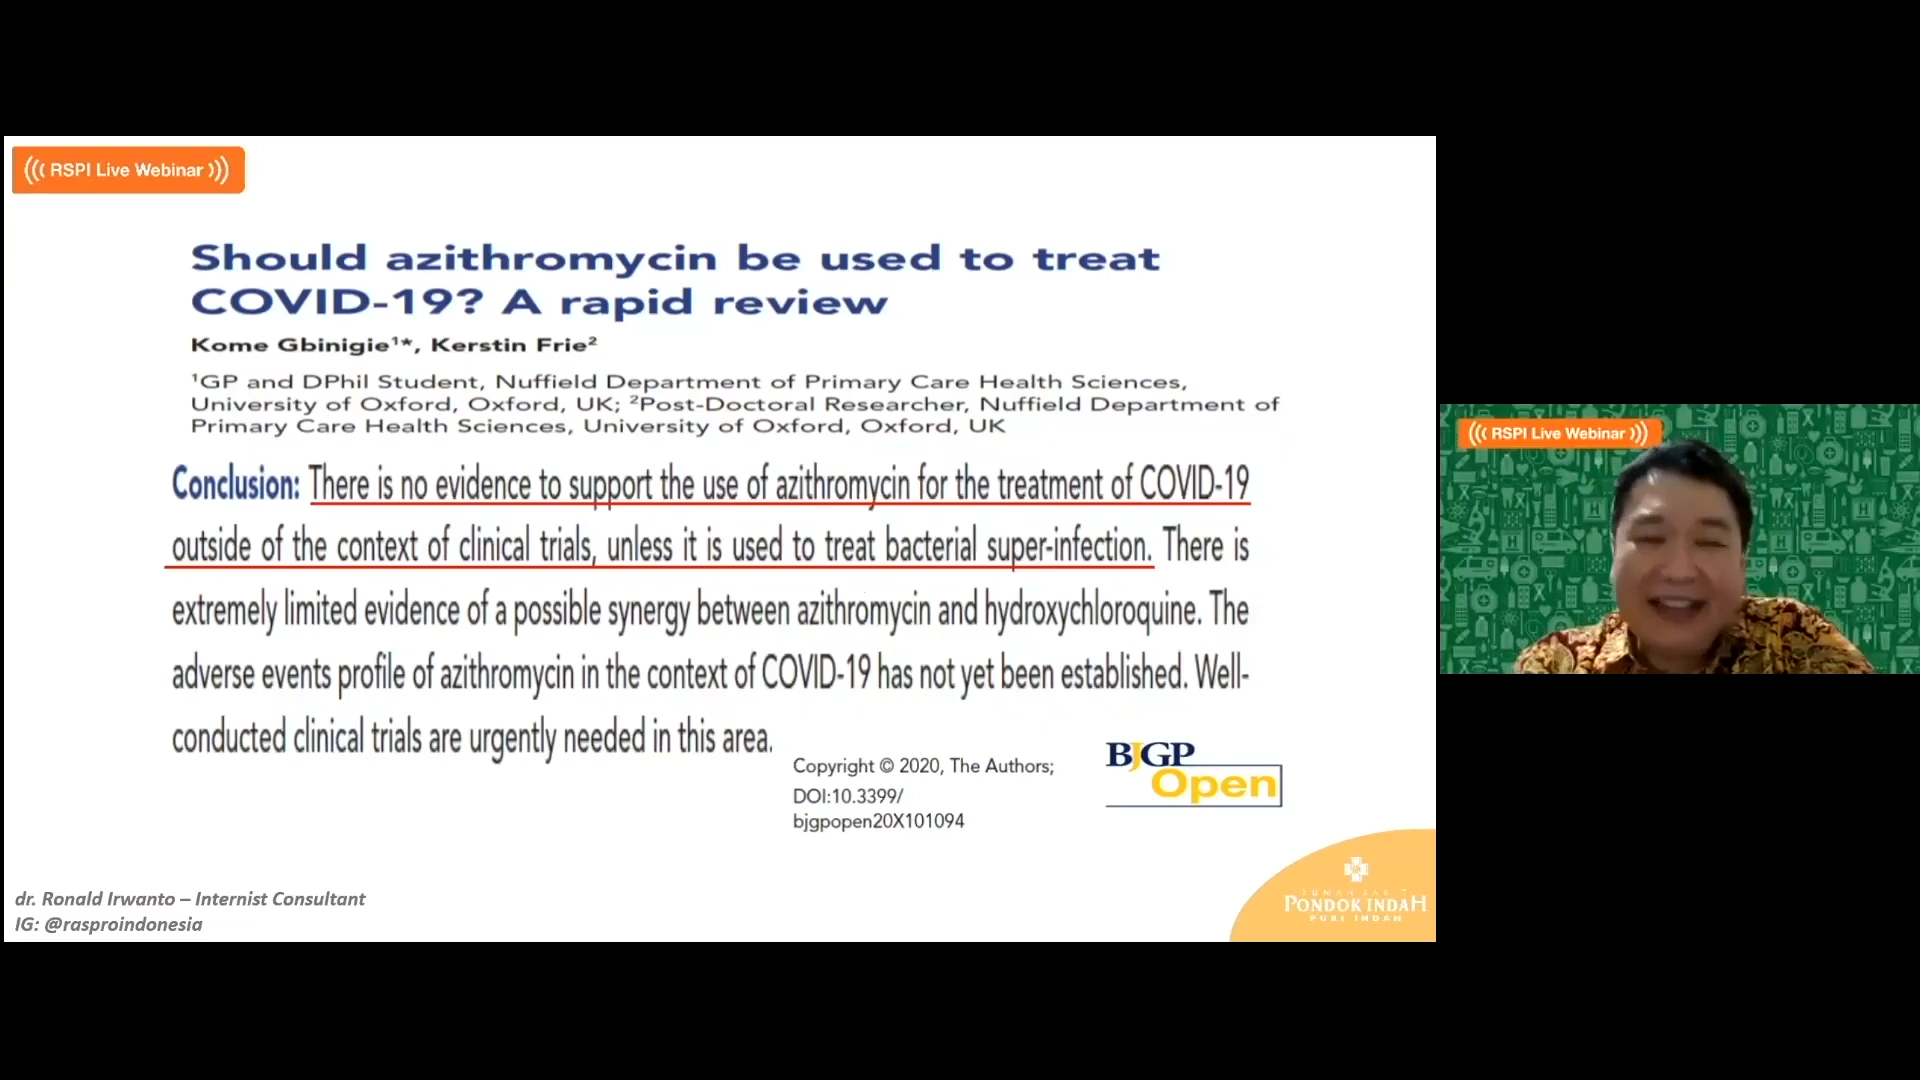 ((( RSPI Live Webinar )))
Should azithromycin be used to treat
COVID-19? A rapid review
Kome Gbinigie¹*, Kerstin Frie²
¹GP and DPhil Student, Nuffield Department of Primary Care Health Sciences,
University of Oxford, Oxford, UK; ²Post-Doctoral Researcher, Nuffield Department of
Primary Care Health Sciences, University of Oxford, Oxford, UK
Conclusion: There is no evidence to support the use of azithromycin for the treatment of COVID-19
outside of the context of clinical trials, unless it is used to treat bacterial super-infection. There is
extremely limited evidence of a possible synergy between azithromycin and hydroxychloroquine. The
adverse events profile of azithromycin in the context of COVID-19 has not yet been established. Well-
conducted clinical trials are urgently needed in this area.
Copyright © 2020, The Authors;
DOI:10.3399/
bjgpopen20X101094
BJGP
Open
dr. Ronald Irwanto – Internist Consultant
IG: @rasproindonesia
RUMAH SAKIT
PONDOK INDAH
PURI INDAH
((( RSPI Live Webinar )))